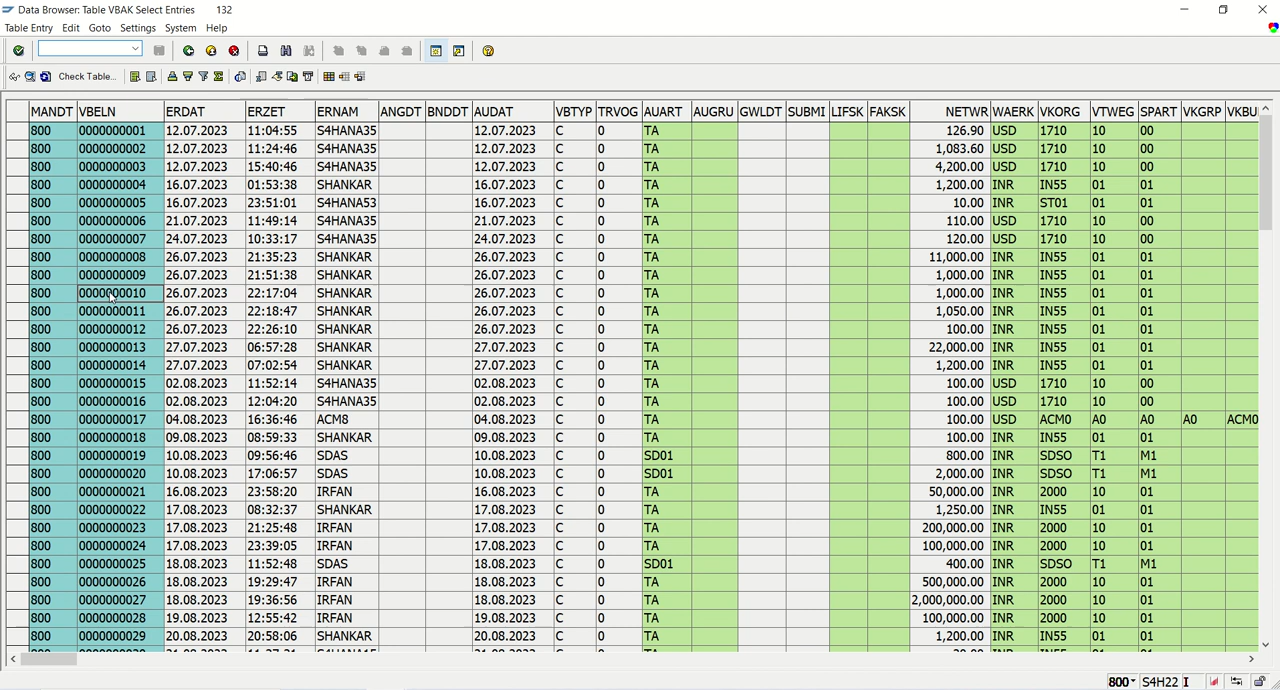 Data Browser: Table VBAK Select Entries 132
Table Entry Edit Goto Settings System Help
Check Table...
MANDT VBELN ERDAT ERZET ERNAM ANGDT BNDDT AUDAT VBTYP TRVOG AUART AUGRU GWLDT SUBMI LIFSK FAKSK NETWR WAERK VKORG VTWEG SPART VKGRP VKBU
800 0000000001 12.07.2023 11:04:55 S4HANA35 12.07.2023 C 0 TA 126.90 USD 1710 10 00
800 0000000002 12.07.2023 11:24:46 S4HANA35 12.07.2023 C 0 TA 1,083.60 USD 1710 10 00
800 0000000003 12.07.2023 15:40:46 S4HANA35 12.07.2023 C 0 TA 4,200.00 USD 1710 10 00
800 0000000004 16.07.2023 01:53:38 SHANKAR 16.07.2023 C 0 TA 1,200.00 INR IN55 01 01
800 0000000005 16.07.2023 23:51:01 S4HANA53 16.07.2023 C 0 TA 10.00 INR ST01 01 01
800 0000000006 21.07.2023 11:49:14 S4HANA35 21.07.2023 C 0 TA 110.00 USD 1710 10 00
800 0000000007 24.07.2023 10:33:17 S4HANA35 24.07.2023 C 0 TA 120.00 USD 1710 10 00
800 0000000008 26.07.2023 21:35:23 SHANKAR 26.07.2023 C 0 TA 11,000.00 INR IN55 01 01
800 0000000009 26.07.2023 21:51:38 SHANKAR 26.07.2023 C 0 TA 1,000.00 INR IN55 01 01
800 0000000010 26.07.2023 22:17:04 SHANKAR 26.07.2023 C 0 TA 1,000.00 INR IN55 01 01
800 0000000011 26.07.2023 22:18:47 SHANKAR 26.07.2023 C 0 TA 1,050.00 INR IN55 01 01
800 0000000012 26.07.2023 22:26:10 SHANKAR 26.07.2023 C 0 TA 100.00 INR IN55 01 01
800 0000000013 27.07.2023 06:57:28 SHANKAR 27.07.2023 C 0 TA 22,000.00 INR IN55 01 01
800 0000000014 27.07.2023 07:02:54 SHANKAR 27.07.2023 C 0 TA 1,200.00 INR IN55 01 01
800 0000000015 02.08.2023 11:52:14 S4HANA35 02.08.2023 C 0 TA 100.00 USD 1710 10 00
800 0000000016 02.08.2023 12:04:20 S4HANA35 02.08.2023 C 0 TA 100.00 USD 1710 10 00
800 0000000017 04.08.2023 16:36:46 ACM8 04.08.2023 C 0 TA 100.00 USD ACM0 A0 A0 A0 ACM0
800 0000000018 09.08.2023 08:59:33 SHANKAR 09.08.2023 C 0 TA 100.00 INR IN55 01 01
800 0000000019 10.08.2023 09:56:46 SDAS 10.08.2023 C 0 SD01 800.00 INR SDSO T1 M1
800 0000000020 10.08.2023 17:06:57 SDAS 10.08.2023 C 0 SD01 2,000.00 INR SDSO T1 M1
800 0000000021 16.08.2023 23:58:20 IRFAN 16.08.2023 C 0 TA 50,000.00 INR 2000 10 01
800 0000000022 17.08.2023 08:32:37 SHANKAR 17.08.2023 C 0 TA 1,250.00 INR IN55 01 01
800 0000000023 17.08.2023 21:25:48 IRFAN 17.08.2023 C 0 TA 200,000.00 INR 2000 10 01
800 0000000024 17.08.2023 23:39:05 IRFAN 17.08.2023 C 0 TA 100,000.00 INR 2000 10 01
800 0000000025 18.08.2023 11:52:48 SDAS 18.08.2023 C 0 SD01 400.00 INR SDSO T1 M1
800 0000000026 18.08.2023 19:29:47 IRFAN 18.08.2023 C 0 TA 500,000.00 INR 2000 10 01
800 0000000027 18.08.2023 19:36:56 IRFAN 18.08.2023 C 0 TA 2,000,000.00 INR 2000 10 01
800 0000000028 19.08.2023 12:55:42 IRFAN 19.08.2023 C 0 TA 100,000.00 INR 2000 10 01
800 0000000029 20.08.2023 20:58:06 SHANKAR 20.08.2023 C 0 TA 1,200.00 INR IN55 01 01
800 S4H22 I